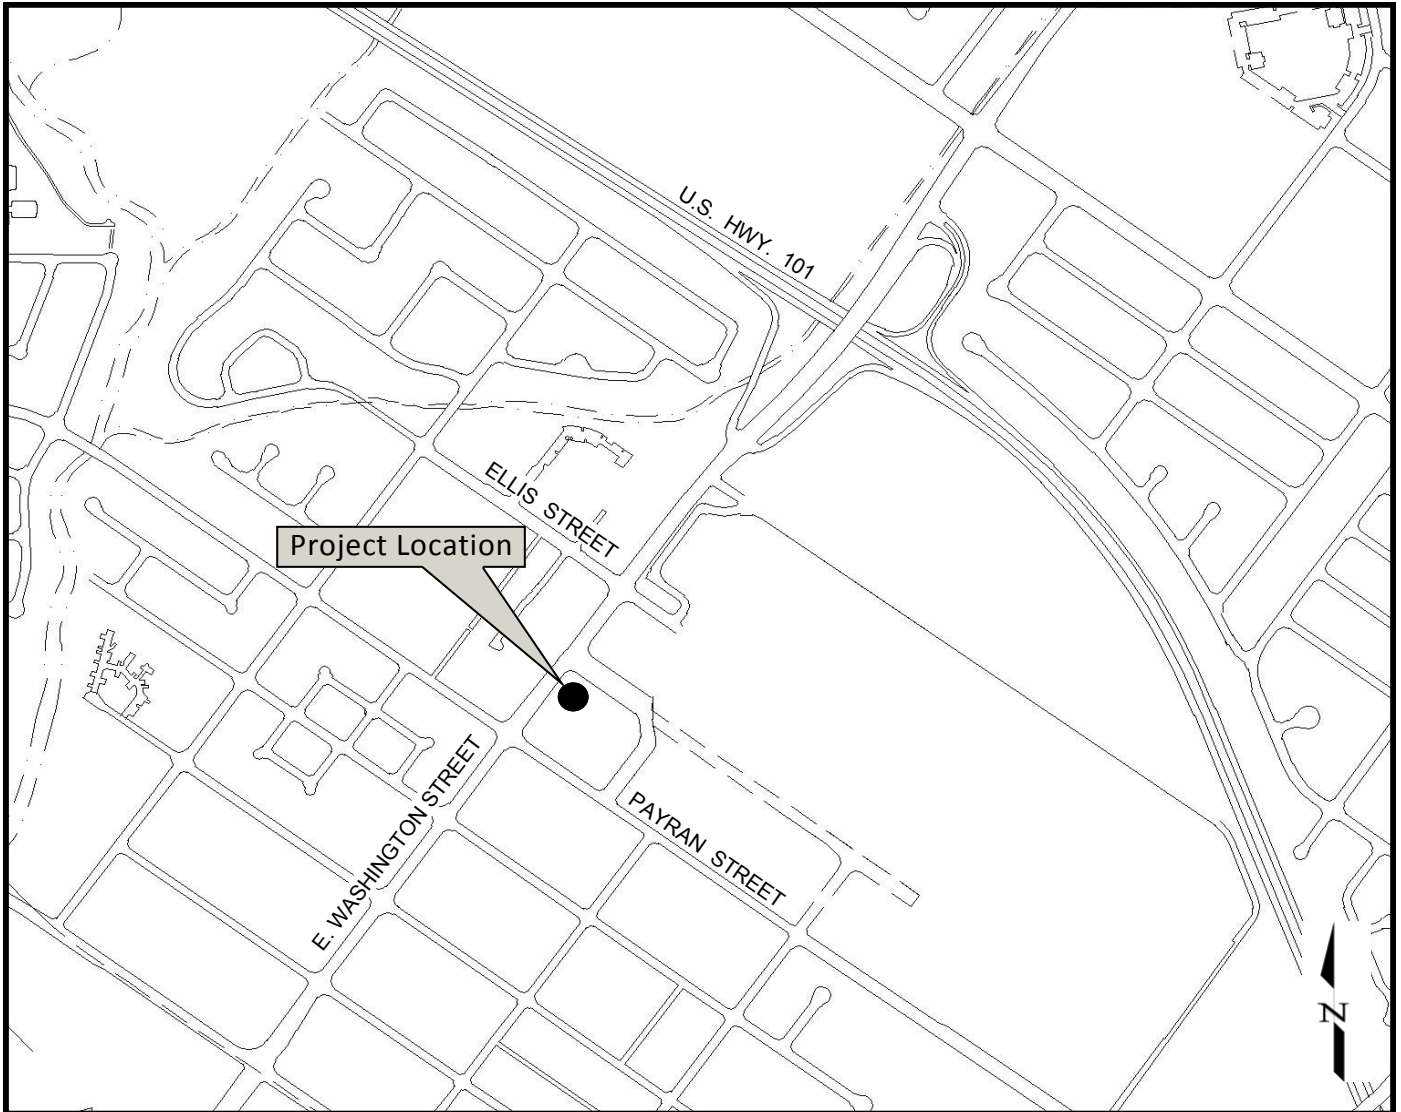 U.S. HWY. 101
ELLIS STREET
Project Location
E. WASHINGTON STREET
PAYRAN STREET
N